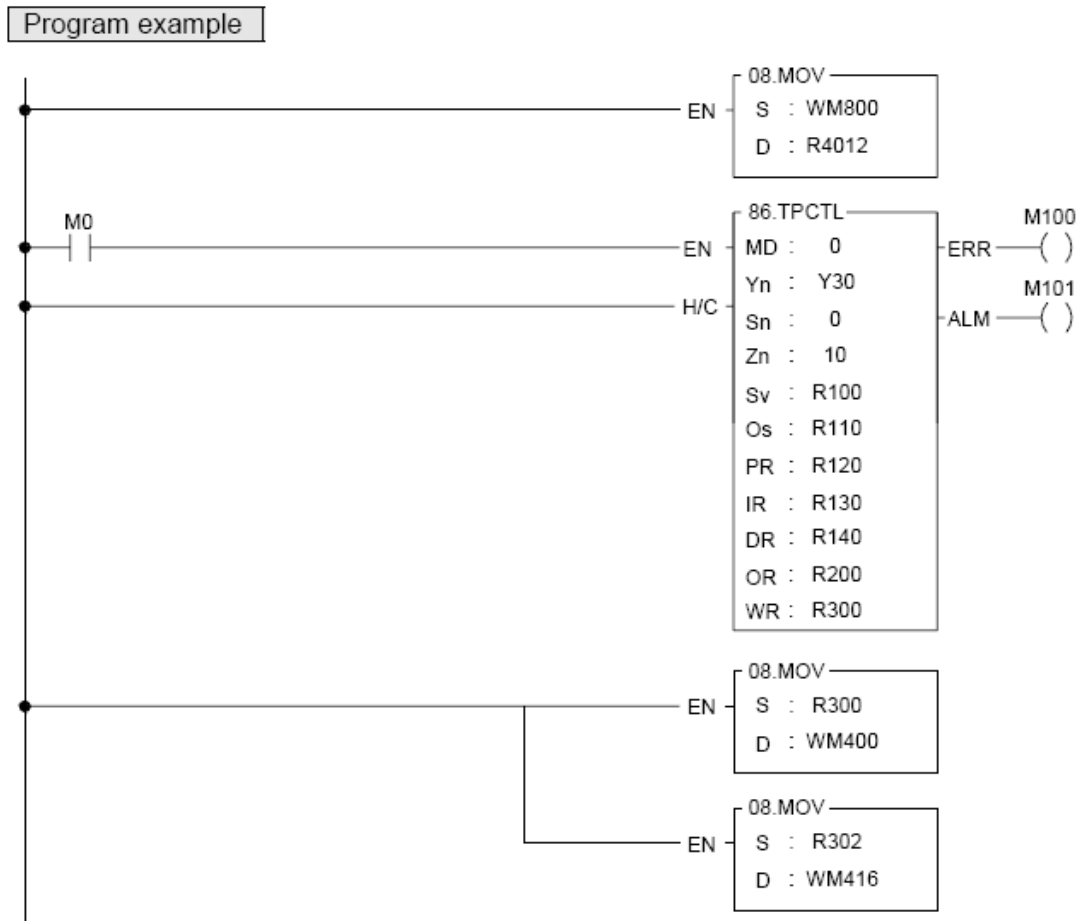 Program example
08.MOV
EN S : WM800
D : R4012
M0
86.TPCTL
M100
EN MD : 0 ERR ( )
Yn : Y30
M101
H/C
Sn : 0 ALM ( )
Zn : 10
Sv : R100
Os : R110
PR : R120
IR : R130
DR : R140
OR : R200
WR : R300
08.MOV
EN S : R300
D : WM400
08.MOV
EN S : R302
D : WM416